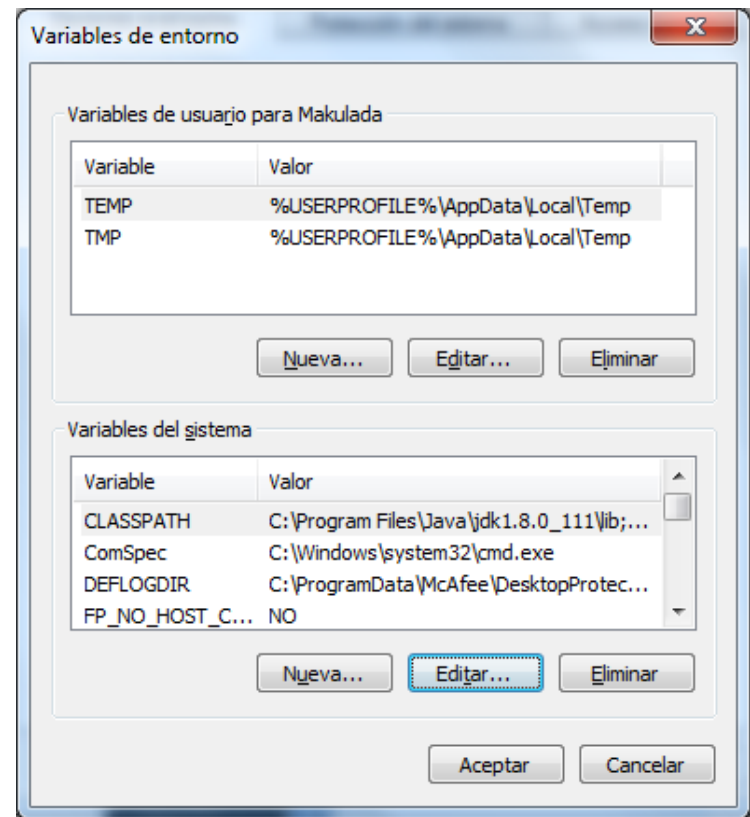 Variables de entorno
Variables de usuario para Makulada
Variable Valor
TEMP %USERPROFILE%\AppData\Local\Temp
TMP %USERPROFILE%\AppData\Local\Temp
Nueva... Editar... Eliminar
Variables del sistema
Variable Valor
CLASSPATH C:\Program Files\Java\jdk1.8.0_111\lib;...
ComSpec C:\Windows\system32\cmd.exe
DEFLOGDIR C:\ProgramData\McAfee\DesktopProtec...
FP_NO_HOST_C... NO
Nueva... Editar... Eliminar
Aceptar Cancelar